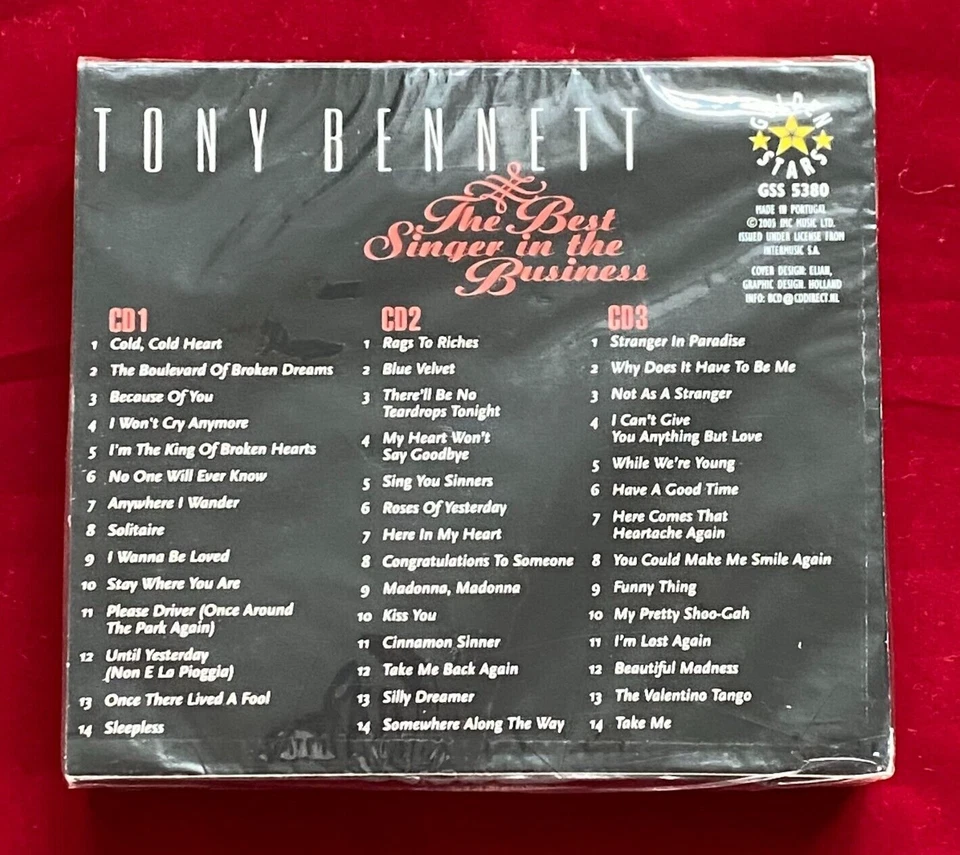 TONY BENNETT
The Best
Singer in the
Business
GOLDEN
STARS
GSS 5380
MADE IN PORTUGAL
© 2003 INC MUSIC LTD.
ISSUED UNDER LICENSE FROM
INTERMUSIC S.A.
COVER DESIGN: ELIAN,
GRAPHIC DESIGN. HOLLAND
INFO: BCD@CDDIRECT.NL
CD1
1 Cold, Cold Heart
2 The Boulevard Of Broken Dreams
3 Because Of You
4 I Won't Cry Anymore
5 I'm The King Of Broken Hearts
6 No One Will Ever Know
7 Anywhere I Wander
8 Solitaire
9 I Wanna Be Loved
10 Stay Where You Are
11 Please Driver (Once Around
The Park Again)
12 Until Yesterday
(Non E La Pioggia)
13 Once There Lived A Fool
14 Sleepless
CD2
1 Rags To Riches
2 Blue Velvet
3 There'll Be No
Teardrops Tonight
4 My Heart Won't
Say Goodbye
5 Sing You Sinners
6 Roses Of Yesterday
7 Here In My Heart
8 Congratulations To Someone
9 Madonna, Madonna
10 Kiss You
11 Cinnamon Sinner
12 Take Me Back Again
13 Silly Dreamer
14 Somewhere Along The Way
CD3
1 Stranger In Paradise
2 Why Does It Have To Be Me
3 Not As A Stranger
4 I Can't Give
You Anything But Love
5 While We're Young
6 Have A Good Time
7 Here Comes That
Heartache Again
8 You Could Make Me Smile Again
9 Funny Thing
10 My Pretty Shoo-Gah
11 I'm Lost Again
12 Beautiful Madness
13 The Valentino Tango
14 Take Me